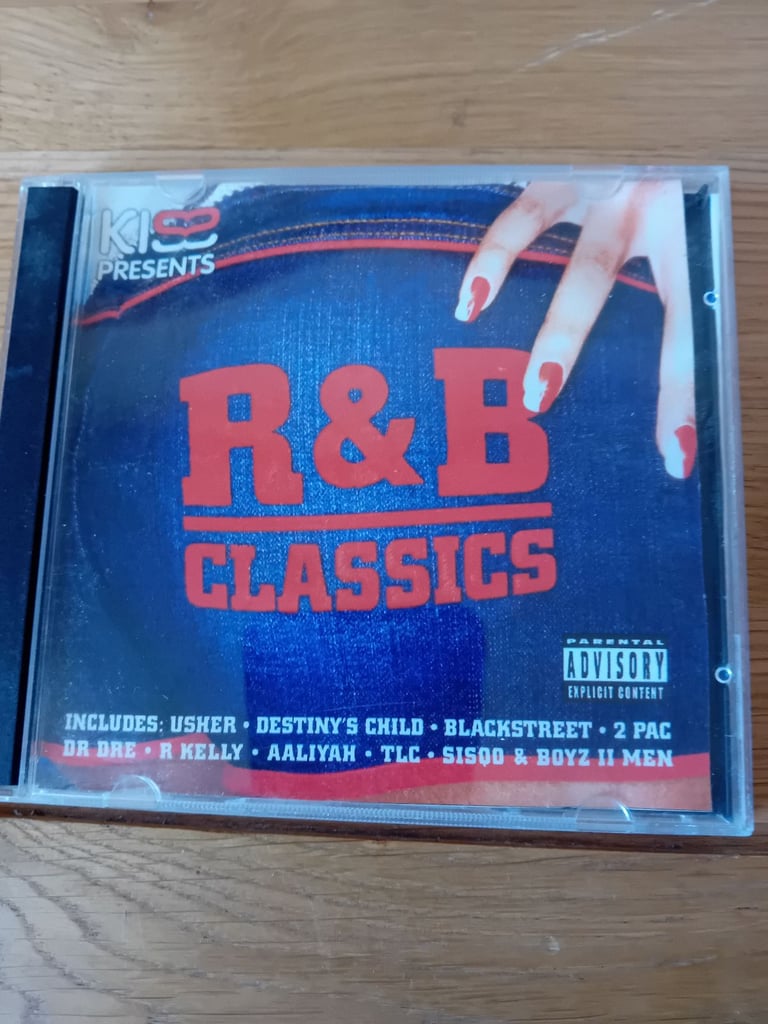 KISS
PRESENTS
R&B
CLASSICS
PARENTAL
ADVISORY
EXPLICIT CONTENT
INCLUDES: USHER • DESTINY'S CHILD • BLACKSTREET • 2 PAC
DR DRE • R KELLY • AALIYAH • TLC • SISQO & BOYZ II MEN